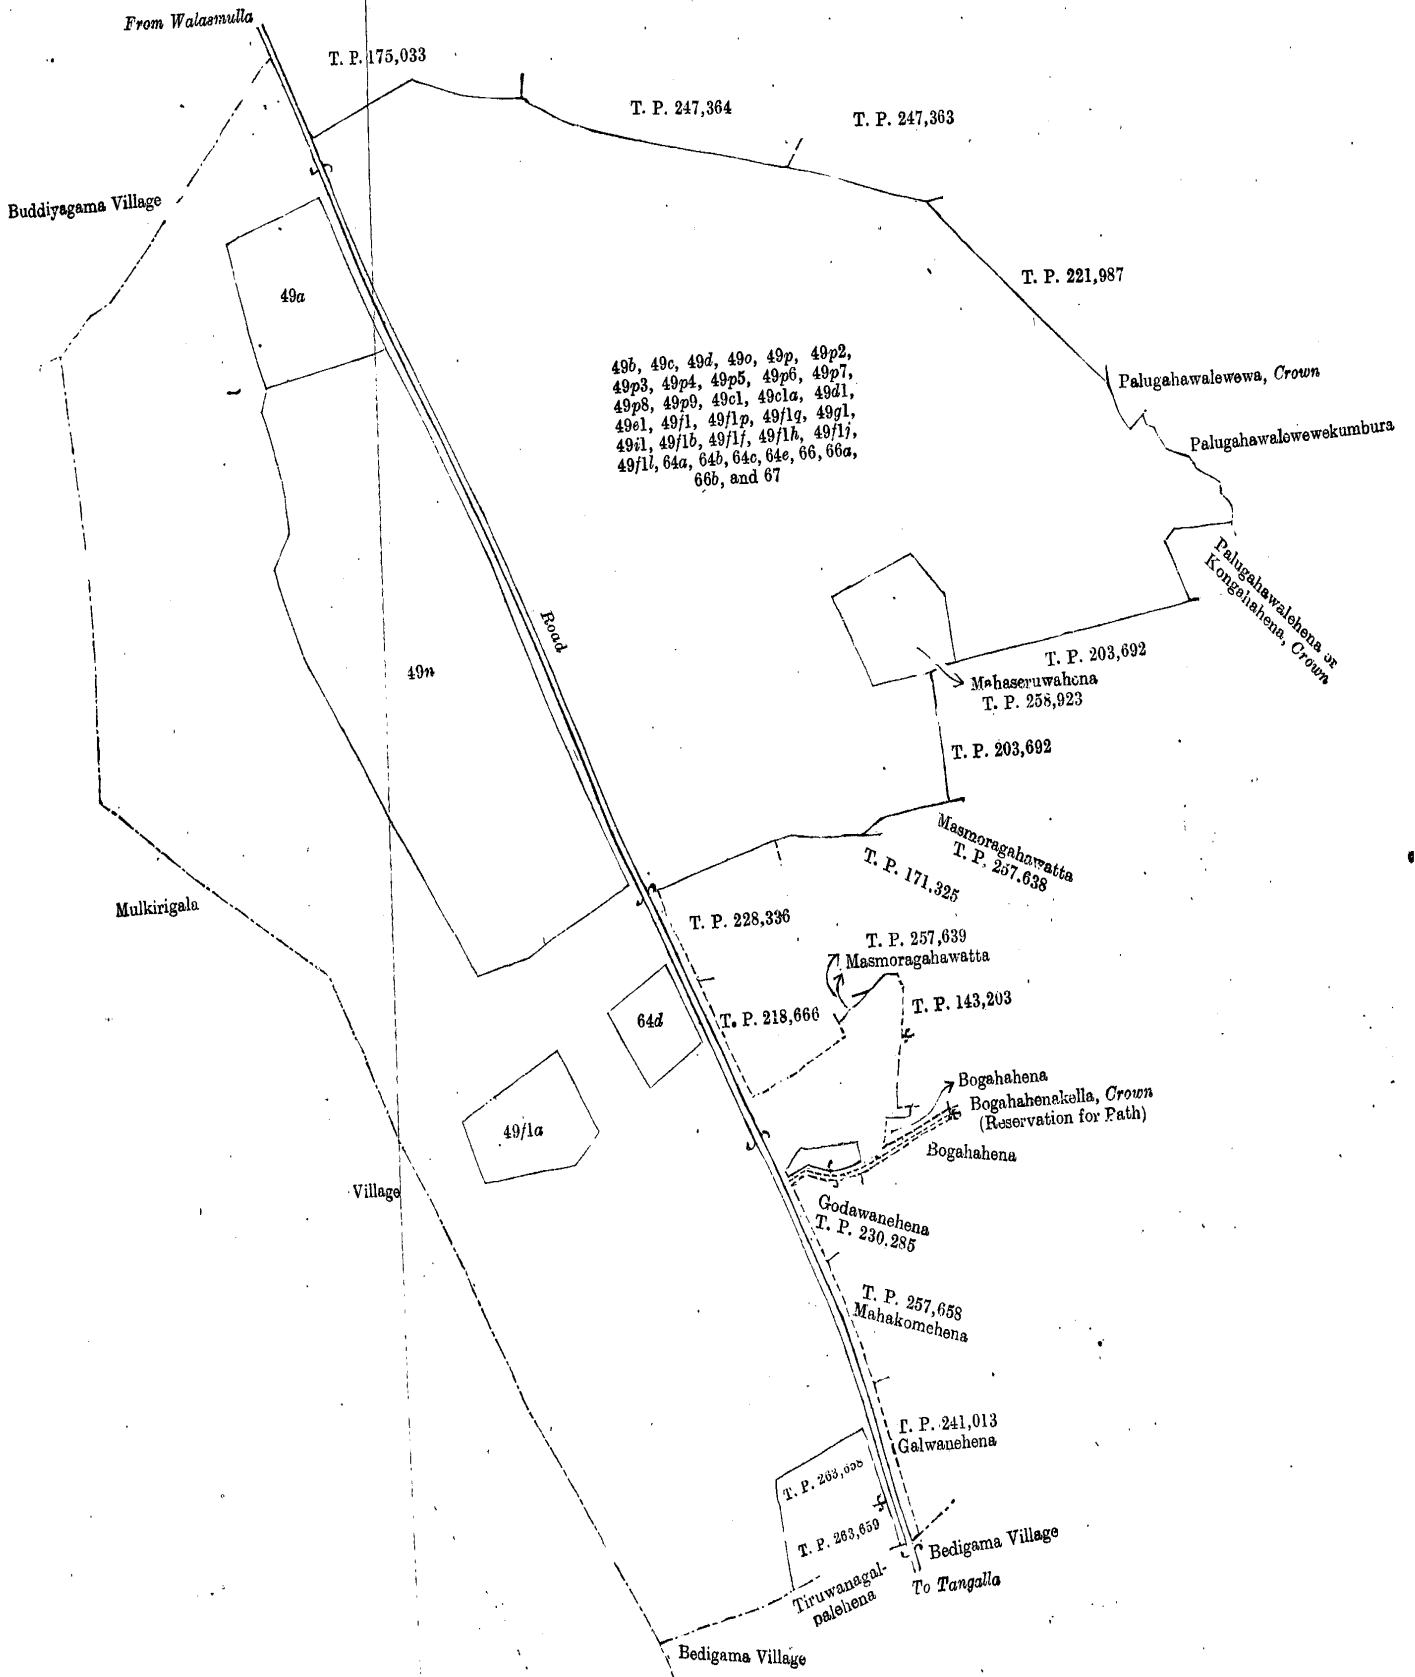 From Walasmulla
T. P. 175,033
T. P. 247,364
T. P. 247,363
Buddiyagama Village
T. P. 221,987
49a
49b, 49c, 49d, 49o, 49p, 49p2,
49p3, 49p4, 49p5, 49p6, 49p7,
49p8, 49p9, 49c1, 49c1a, 49d1,
49e1, 49f1, 49f1p, 49f1q, 49g1,
49i1, 49f1b, 49f1f, 49f1h, 49f1j,
49f1l, 64a, 64b, 64c, 64e, 66, 66a,
66b, and 67
Palugahawalewewa, Crown
Palugahawalewewekumbura
Palugahawalehena or
Kongahahena, Crown
Road
T. P. 203,692
49n
Mahaseruwahena
T. P. 258,923
T. P. 203,692
Masmoragahawatta
T. P. 257.638
T. P. 171.325
Mulkirigala
T. P. 228,336
T. P. 257,639
Masmoragahawatta
T. P. 143,203
64d
T. P. 218,666
Bogahahena
Bogahahenakella, Crown
(Reservation for Path)
49f1a
Bogahahena
Village
Godawanehena
T. P. 230.285
T. P. 257,658
Mahakomehena
T. P. 241,013
Galwanehena
T. P. 263,658
T. P. 263,659
Bedigama Village
Tiruwanagal-
palehena
To Tangalla
Bedigama Village